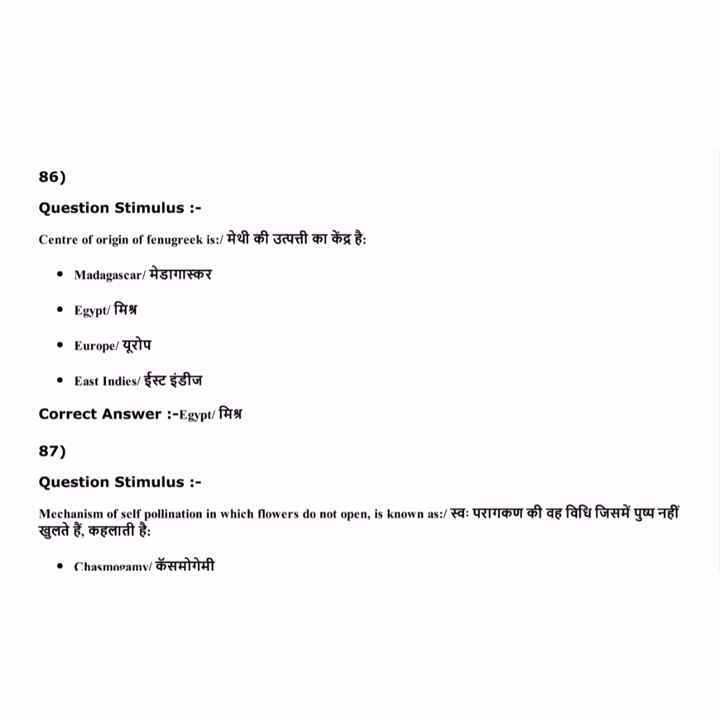 86)
Question Stimulus :-
Centre of origin of fenugreek is:/ मेथी की उत्पत्ती का केंद्र है:
• Madagascar/ मेडागास्कर
• Egypt/ मिश्र
• Europe/ यूरोप
• East Indies/ ईस्ट इंडीज
Correct Answer :-Egypt/ मिश्र
87)
Question Stimulus :-
Mechanism of self pollination in which flowers do not open, is known as:/ स्वः परागकण की वह विधि जिसमें पुष्प नहीं
खुलते हैं, कहलाती है:
• Chasmogamy/ कॅसमोगेमी